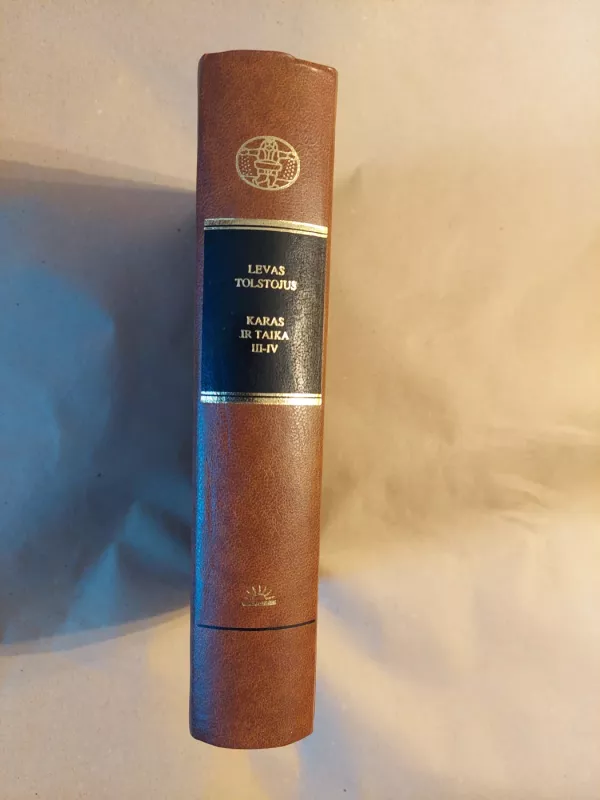 LEVAS
TOLSTOJUS
KARAS
IR TAIKA
III-IV